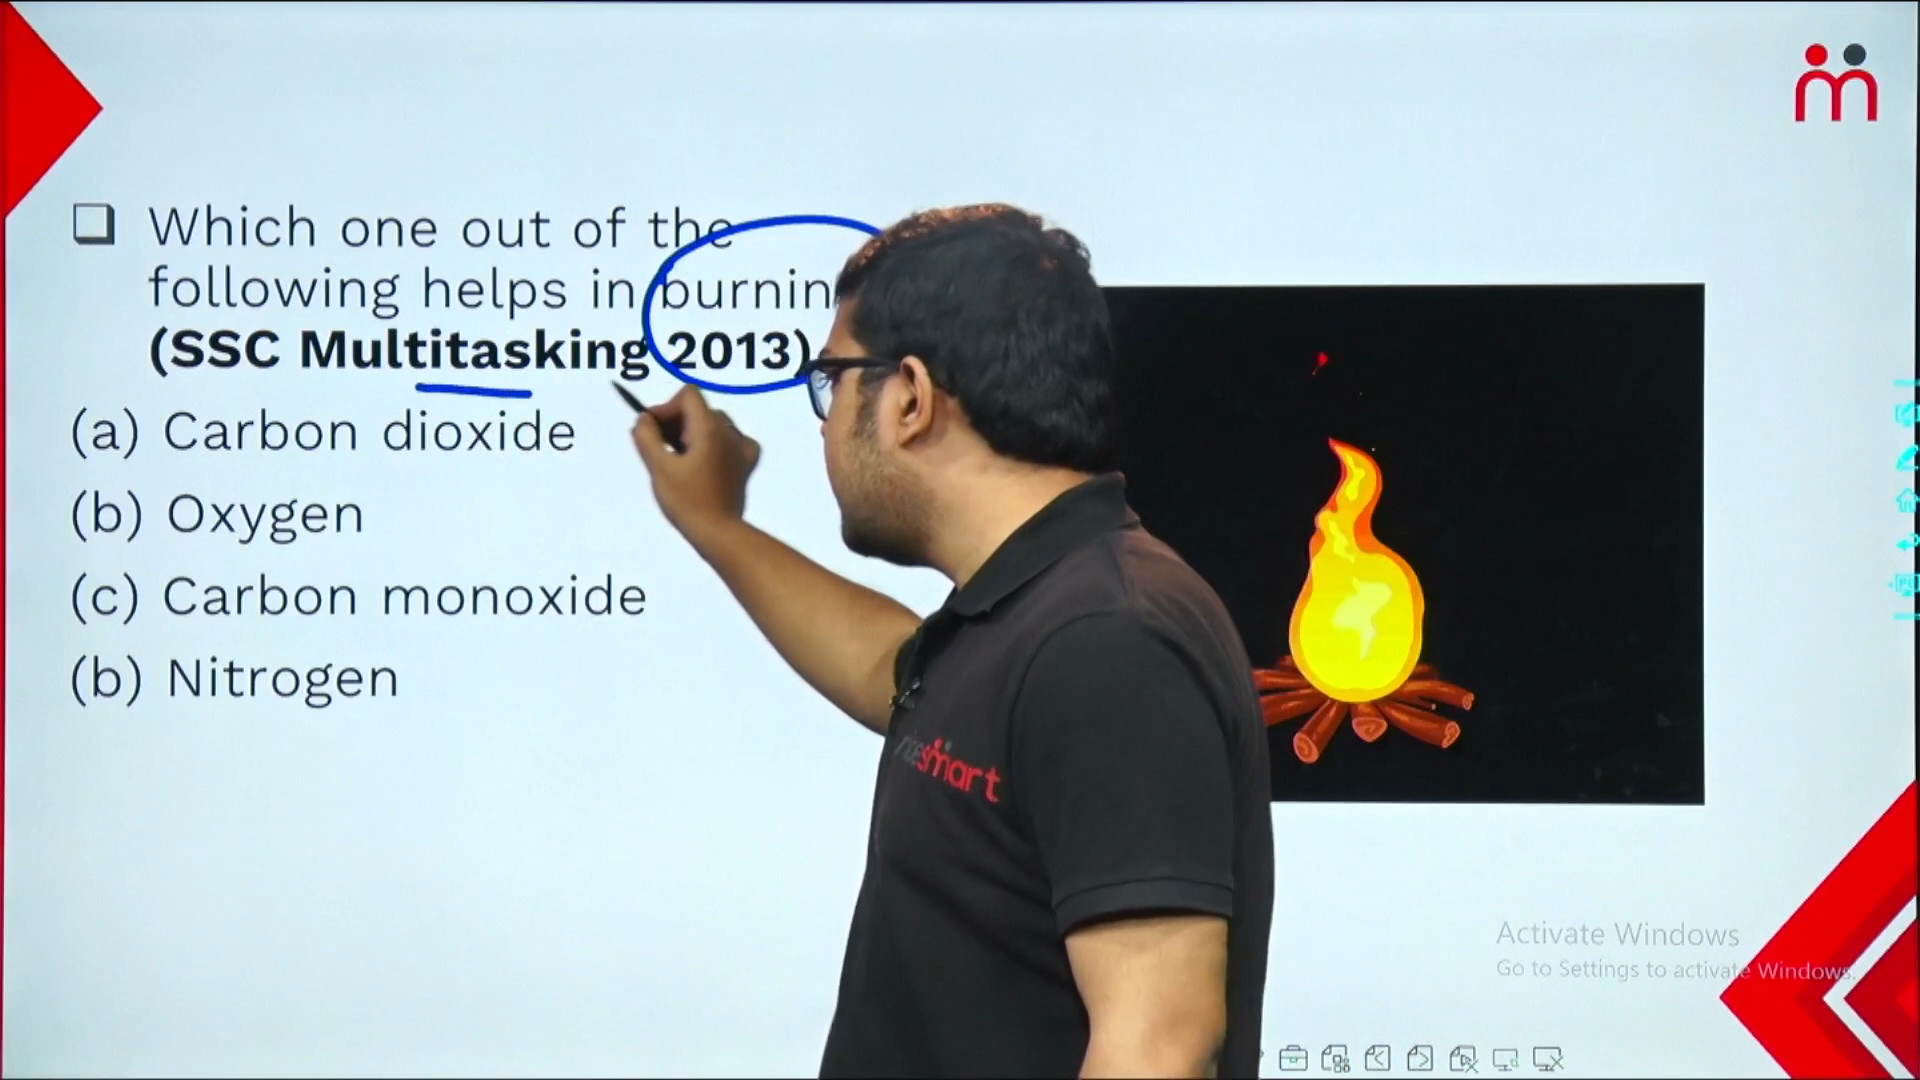 Which one out of the
following helps in burnin
(SSC Multitasking 2013)
(a) Carbon dioxide
(b) Oxygen
(c) Carbon monoxide
(b) Nitrogen
smart
Activate Windows
Go to Settings to activate Windows.